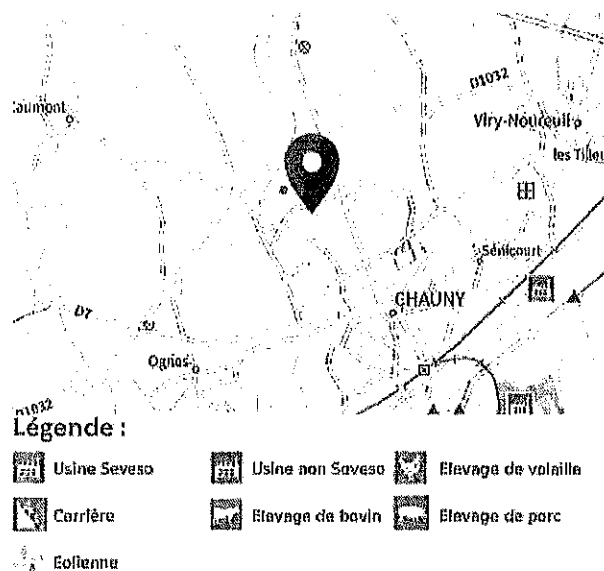 D1032
Viry-Noureuil
les Tilleu
Sénicourt
CHAUNY
D7
Ognes
D1032
Légende :
Usine Seveso Usine non Seveso Elevage de volaille
Carrière Elevage de bovin Elevage de porc
Eolienne